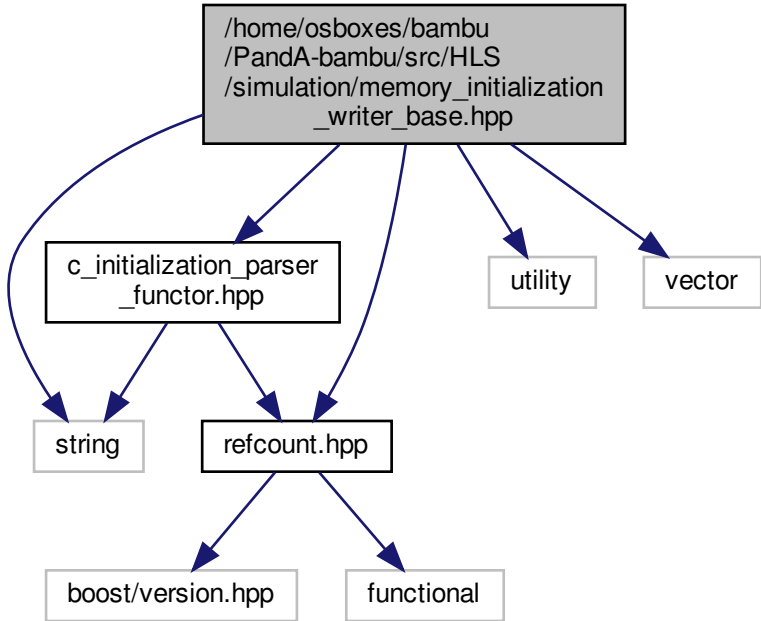 /home/osboxes/bambu
/PandA-bambu/src/HLS
/simulation/memory_initialization
_writer_base.hpp
c_initialization_parser
_functor.hpp
utility
vector
string
refcount.hpp
boost/version.hpp
functional